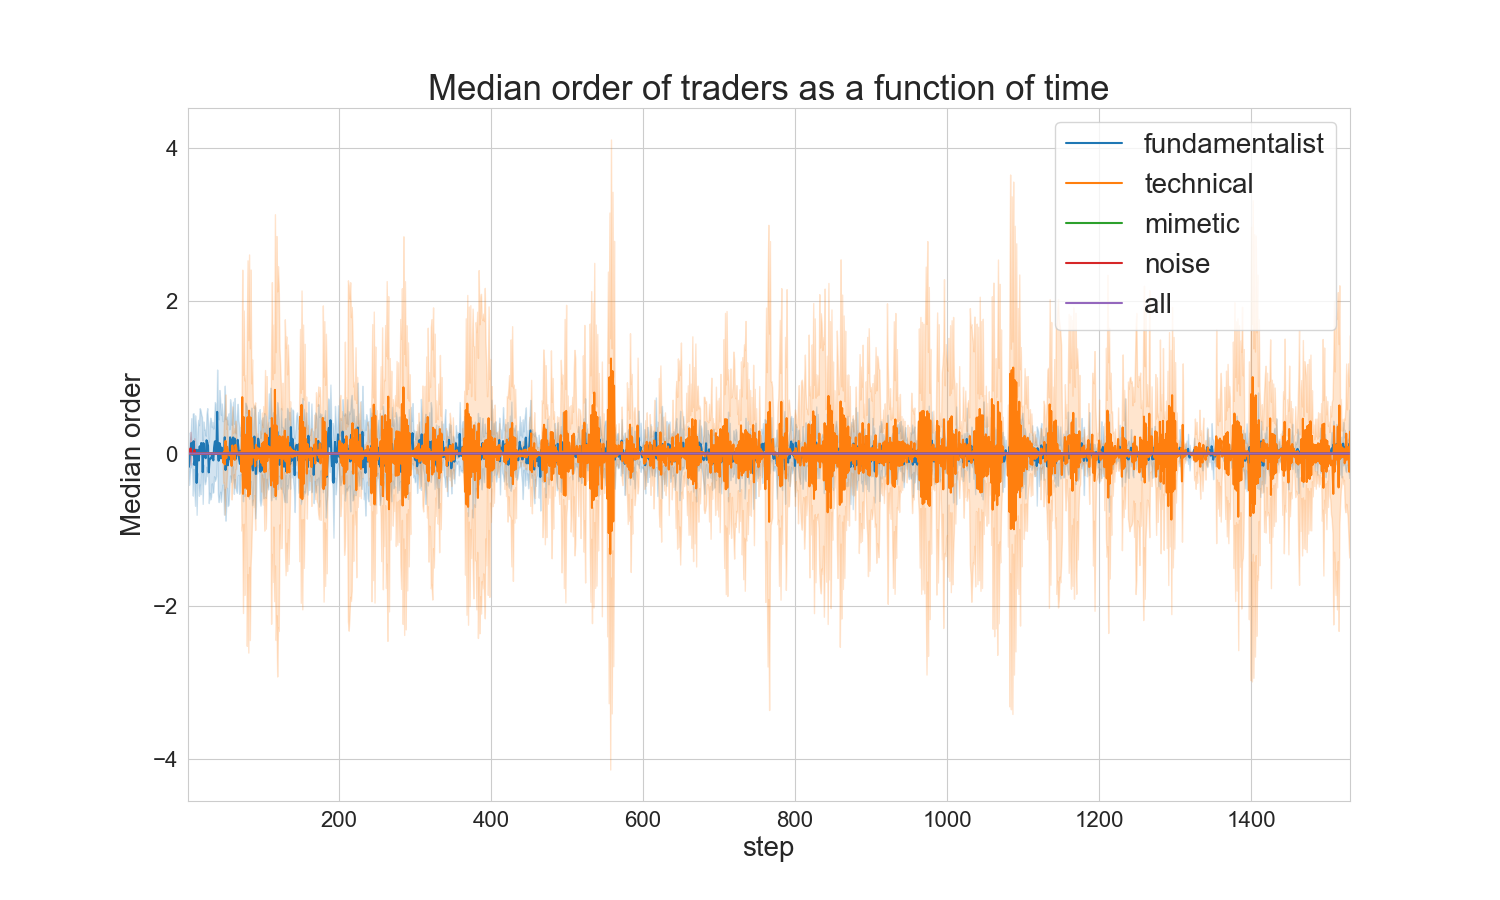 Median order of traders as a function of time
fundamentalist
technical
mimetic
noise
all
Median order
4
2
0
−2
−4
200 400 600 800 1000 1200 1400
step